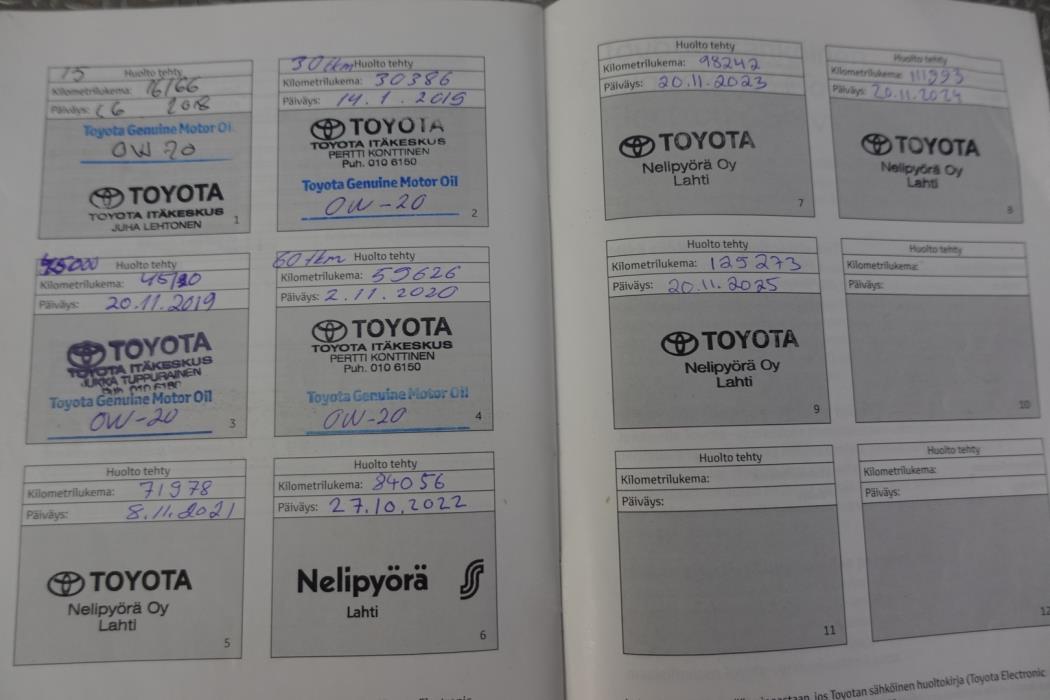 15 Huolto tehty
Kilometrilukema: 16166
Päiväys: 2018
Toyota Genuine Motor Oil
0W 20
TOYOTA
TOYOTA ITÄKESKUS
JUHA LEHTONEN
1
30 tkm Huolto tehty
Kilometrilukema: 30386
Päiväys: 14.1.2019
TOYOTA
TOYOTA ITÄKESKUS
PERTTI KONTTINEN
Puh. 010 6150
Toyota Genuine Motor Oil
0W-20
2
45000 Huolto tehty
Kilometrilukema:
Päiväys: 20.11.2019
TOYOTA
TOYOTA ITÄKESKUS
JUKKA TUPPURAINEN
Puh. 010 6150
Toyota Genuine Motor Oil
0W-20
3
60 tkm Huolto tehty
Kilometrilukema: 59626
Päiväys: 2.11.2020
TOYOTA
TOYOTA ITÄKESKUS
PERTTI KONTTINEN
Puh. 010 6150
Toyota Genuine Motor Oil
0W-20
4
Huolto tehty
Kilometrilukema: 71978
Päiväys: 8.11.2021
TOYOTA
Nelipyörä Oy
Lahti
5
Huolto tehty
Kilometrilukema: 84056
Päiväys: 27.10.2022
Nelipyörä
Lahti
6
Huolto tehty
Kilometrilukema: 98242
Päiväys: 20.11.2023
TOYOTA
Nelipyörä Oy
Lahti
7
Huolto tehty
Kilometrilukema: 111993
Päiväys: 20.11.2024
TOYOTA
Nelipyörä Oy
Lahti
8
Huolto tehty
Kilometrilukema: 125273
Päiväys: 20.11.2025
TOYOTA
Nelipyörä Oy
Lahti
9
Huolto tehty
Kilometrilukema:
Päiväys:
10
Huolto tehty
Kilometrilukema:
Päiväys:
11
Huolto tehty
Kilometrilukema:
Päiväys:
12
jos Toyotan sähköinen huoltokirja (Toyota Electronic